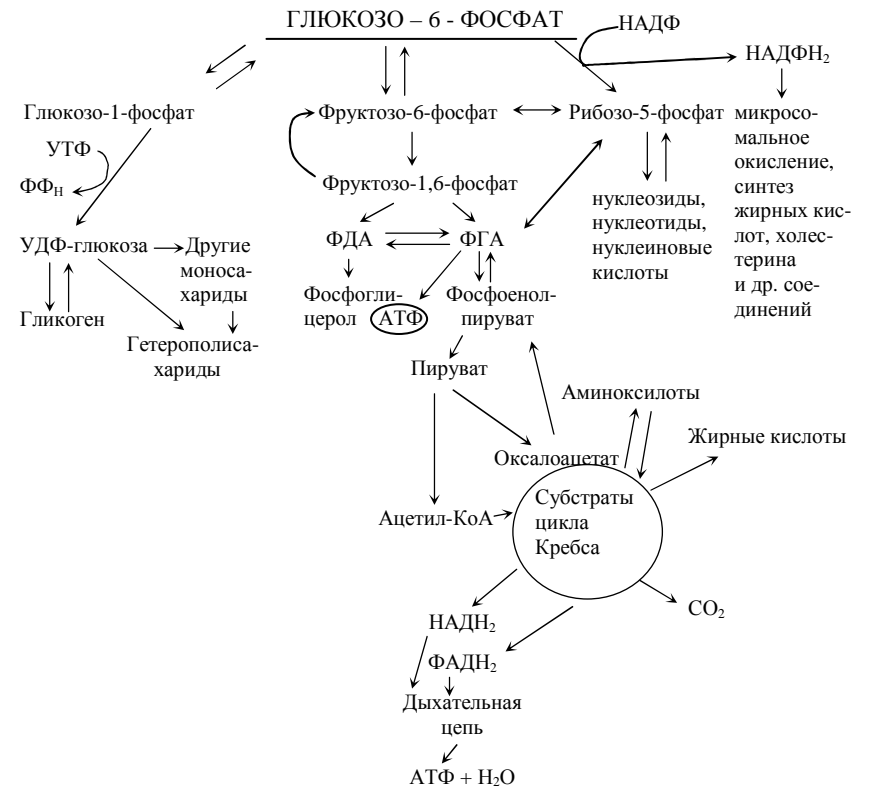 ГЛЮКОЗО – 6 - ФОСФАТ
НАДФ
НАДФН₂
Глюкозо-1-фосфат
Фруктозо-6-фосфат
Рибозо-5-фосфат
микросо-
мальное
окисление,
синтез
жирных кис-
лот, холес-
терина
и др. сое-
динений
УТФ
ФФН
Фруктозо-1,6-фосфат
нуклеозиды,
нуклеотиды,
нуклеиновые
кислоты
УДФ-глюкоза
Другие
моноса-
хариды
ФДА
ФГА
Гликоген
Фосфогли-
церол
АТФ
Фосфоенол-
пируват
Гетерополиса-
хариды
Пируват
Аминоксилоты
Жирные кислоты
Оксалоацетат
Ацетил-КоА
Субстраты
цикла
Кребса
СО₂
НАДН₂
ФАДН₂
Дыхательная
цепь
АТФ + Н₂О